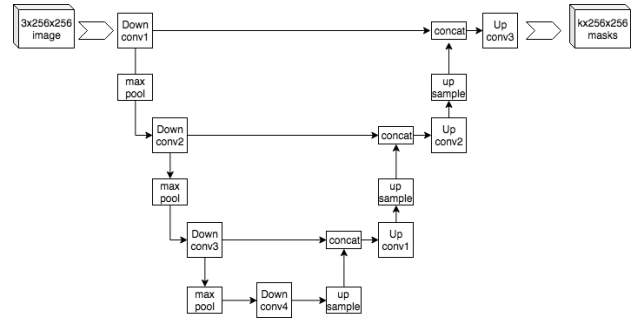 3x256x256
image
Down
conv1
concat
Up
conv3
kx256x256
masks
max
pool
up
sample
Down
conv2
concat
Up
conv2
max
pool
up
sample
Down
conv3
concat
Up
conv1
max
pool
Down
conv4
up
sample